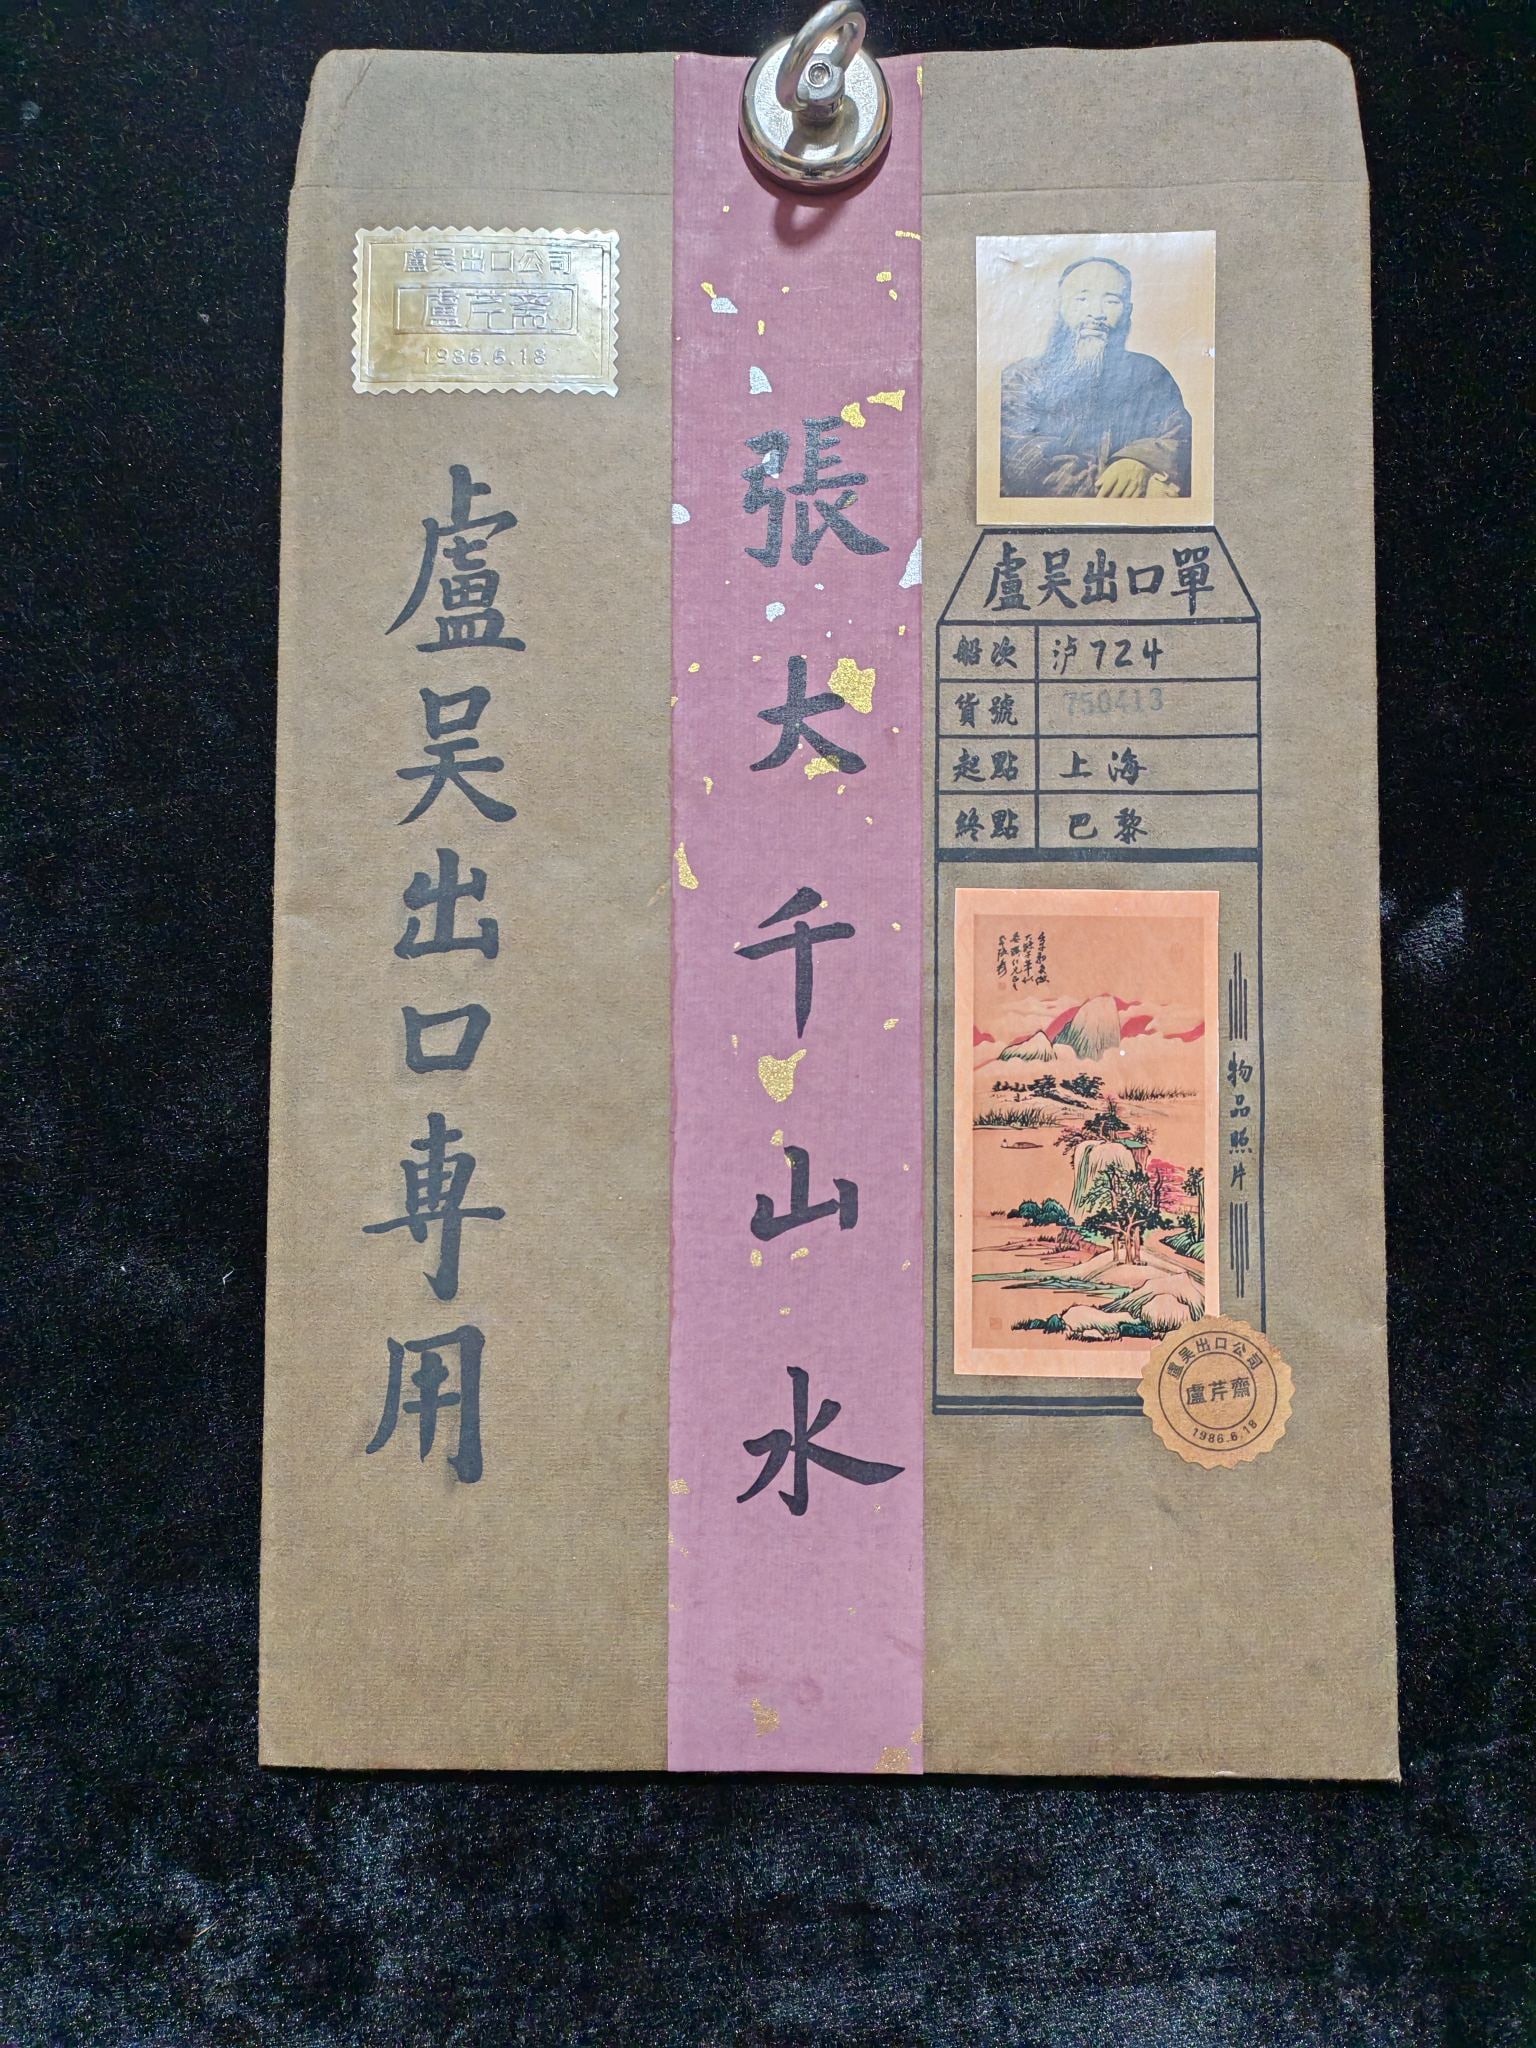 盧吴出口公司
盧芹斋
1986.6.18
盧吴出口專用
張大千山水
盧吴出口單
船次 泸724
貨號 750413
起點 上海
終點 巴黎
物品照片
盧吴出口公司
盧芹齋
1986.6.18